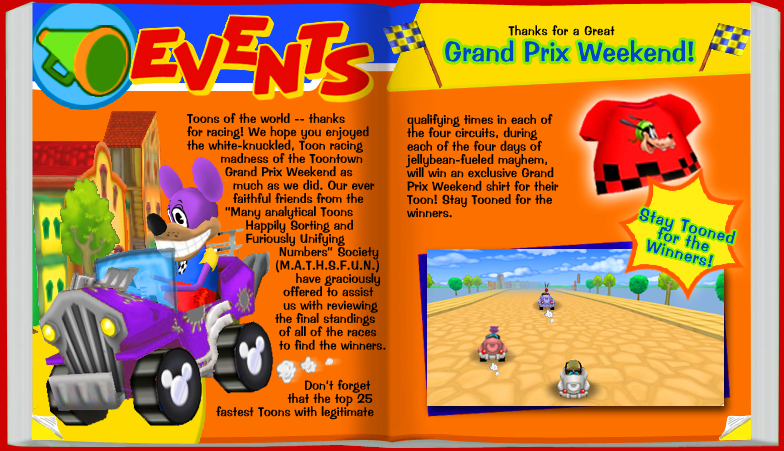 EVENTS
Toons of the world -- thanks
for racing! We hope you enjoyed
the white-knuckled, Toon racing
madness of the Toontown
Grand Prix Weekend as
much as we did. Our ever
faithful friends from the
"Many analytical Toons
Happily Sorting and
Furiously Unifying
Numbers" Society
(M.A.T.H.S.F.U.N.)
have graciously
offered to assist
us with reviewing
the final standings
of all of the races
to find the winners.
Don't forget
that the top 25
fastest Toons with legitimate
Thanks for a Great
Grand Prix Weekend!
qualifying times in each of
the four circuits, during
each of the four days of
jellybean-fueled mayhem,
will win an exclusive Grand
Prix Weekend shirt for their
Toon! Stay Tooned for the
winners.
Stay Tooned
for the
Winners!